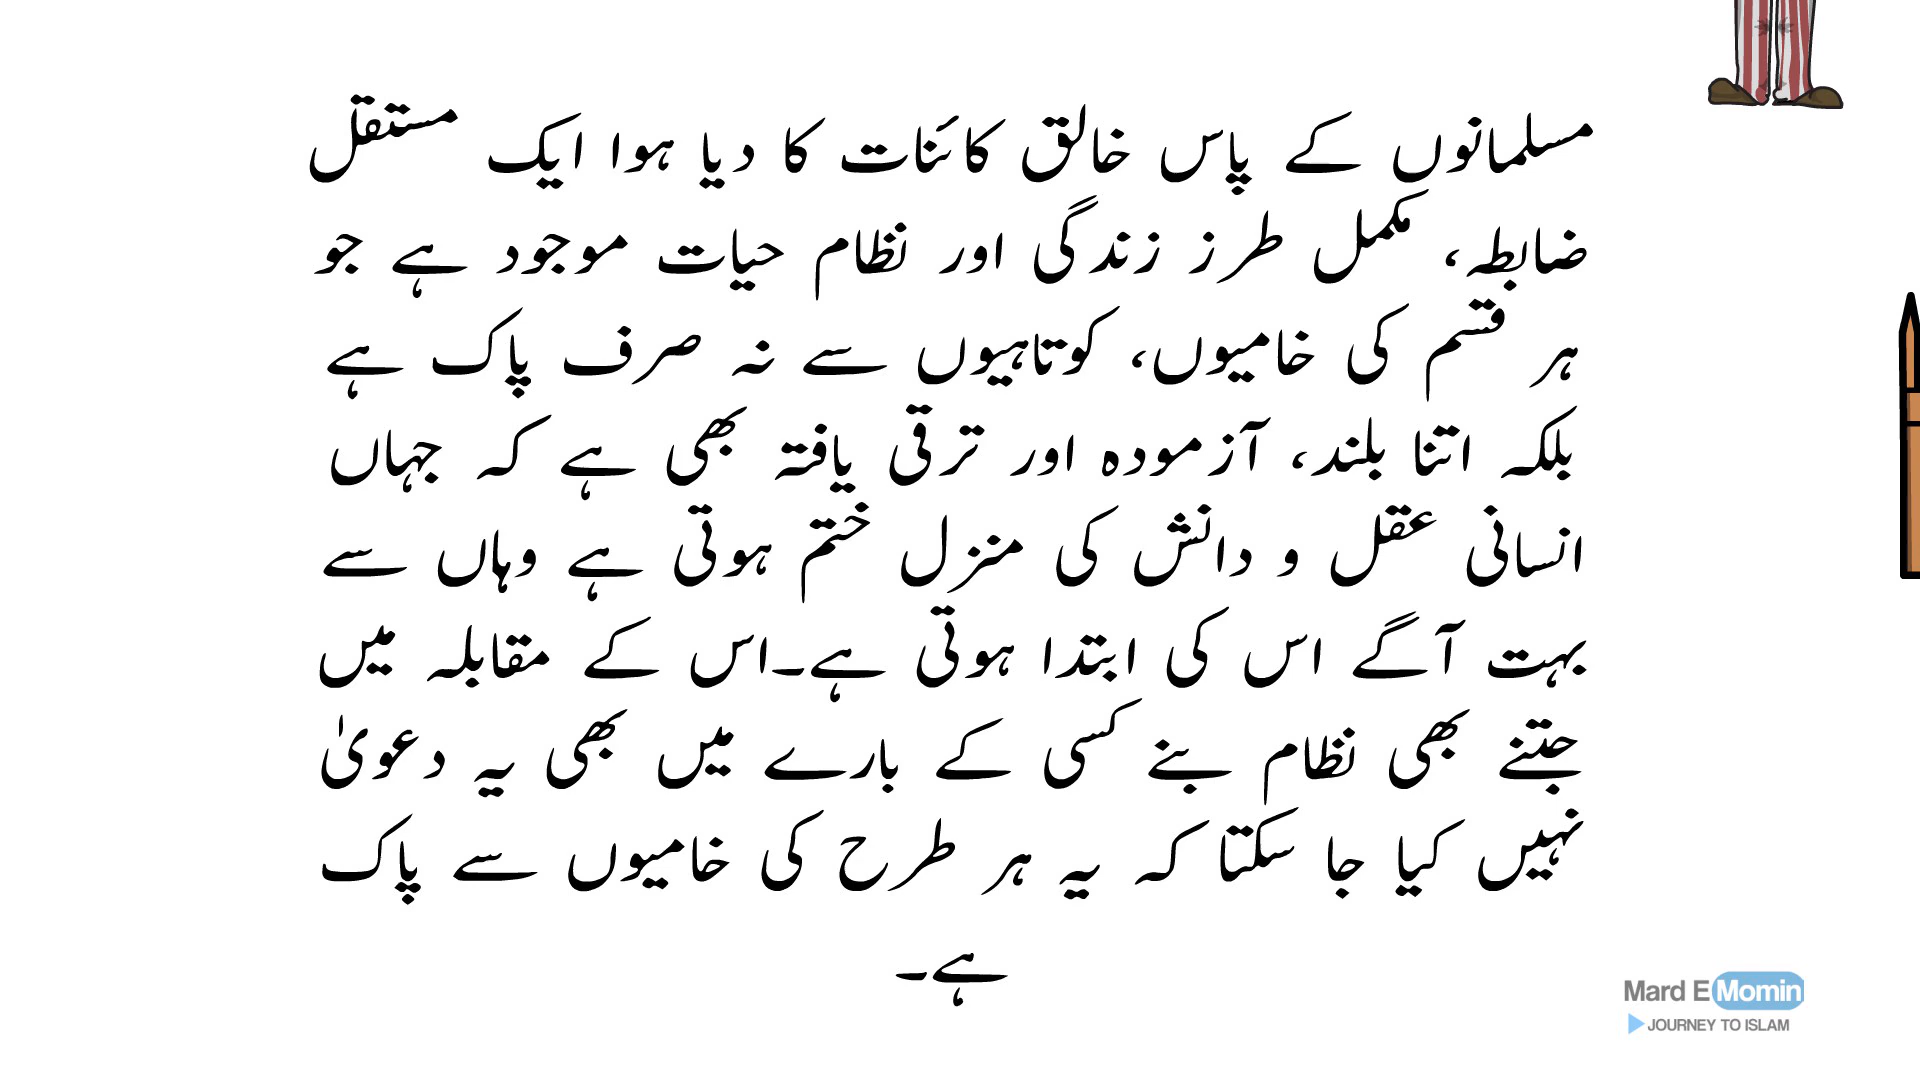 مسلمانوں کے پاس خالق کائنات کا دیا ہوا ایک مستقل
ضابطہ، مکمل طرز زندگی اور نظام حیات موجود ہے جو
ہر قسم کی خامیوں، کوتاہیوں سے نہ صرف پاک ہے
بلکہ اتنا بلند، آزمودہ اور ترقی یافتہ بھی ہے کہ جہاں
انسانی عقل و دانش کی منزل ختم ہوتی ہے وہاں سے
بہت آگے اس کی ابتدا ہوتی ہے۔اس کے مقابلہ میں
جتنے بھی نظام بنے کسی کے بارے میں بھی یہ دعویٰ
نہیں کیا جا سکتا کہ یہ ہر طرح کی خامیوں سے پاک
ہے۔
Mard E Momin
JOURNEY TO ISLAM